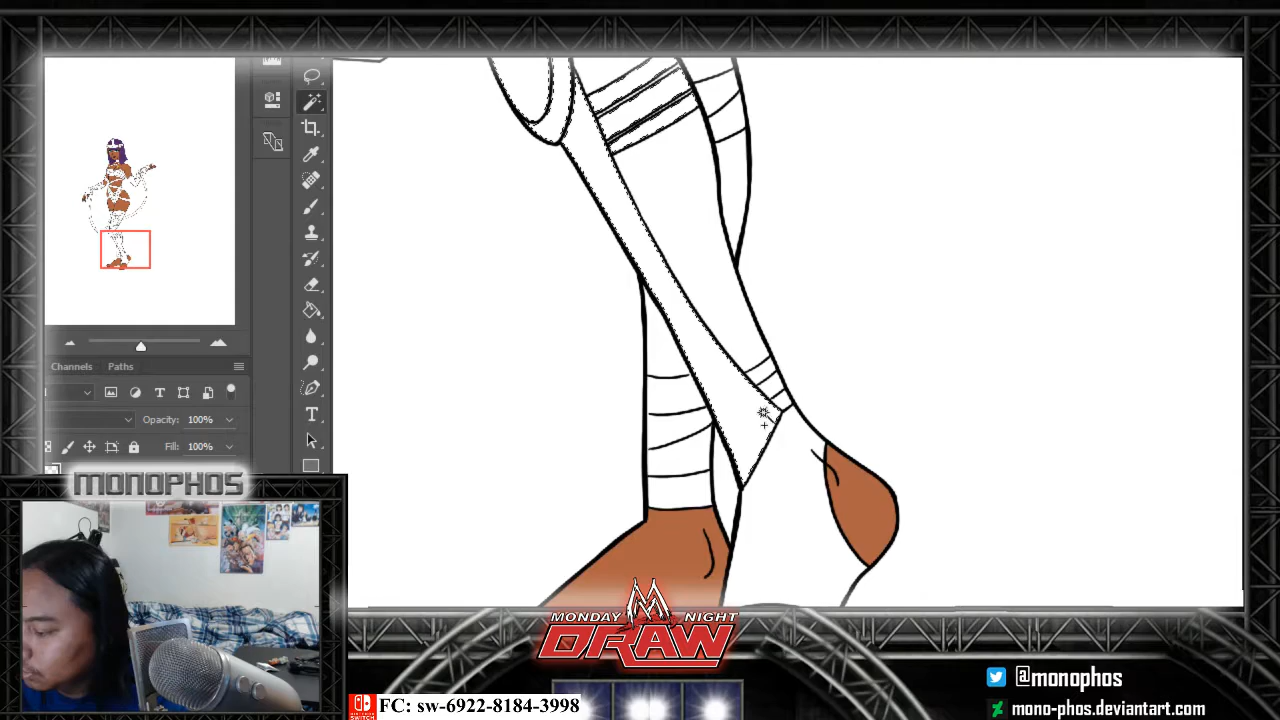 Channels Paths
Opacity: 100%
Fill: 100%
MONOPHOS
MONDAY NIGHT
DRAW
FC: sw-6922-8184-3998
@monophos
mono-phos.deviantart.com